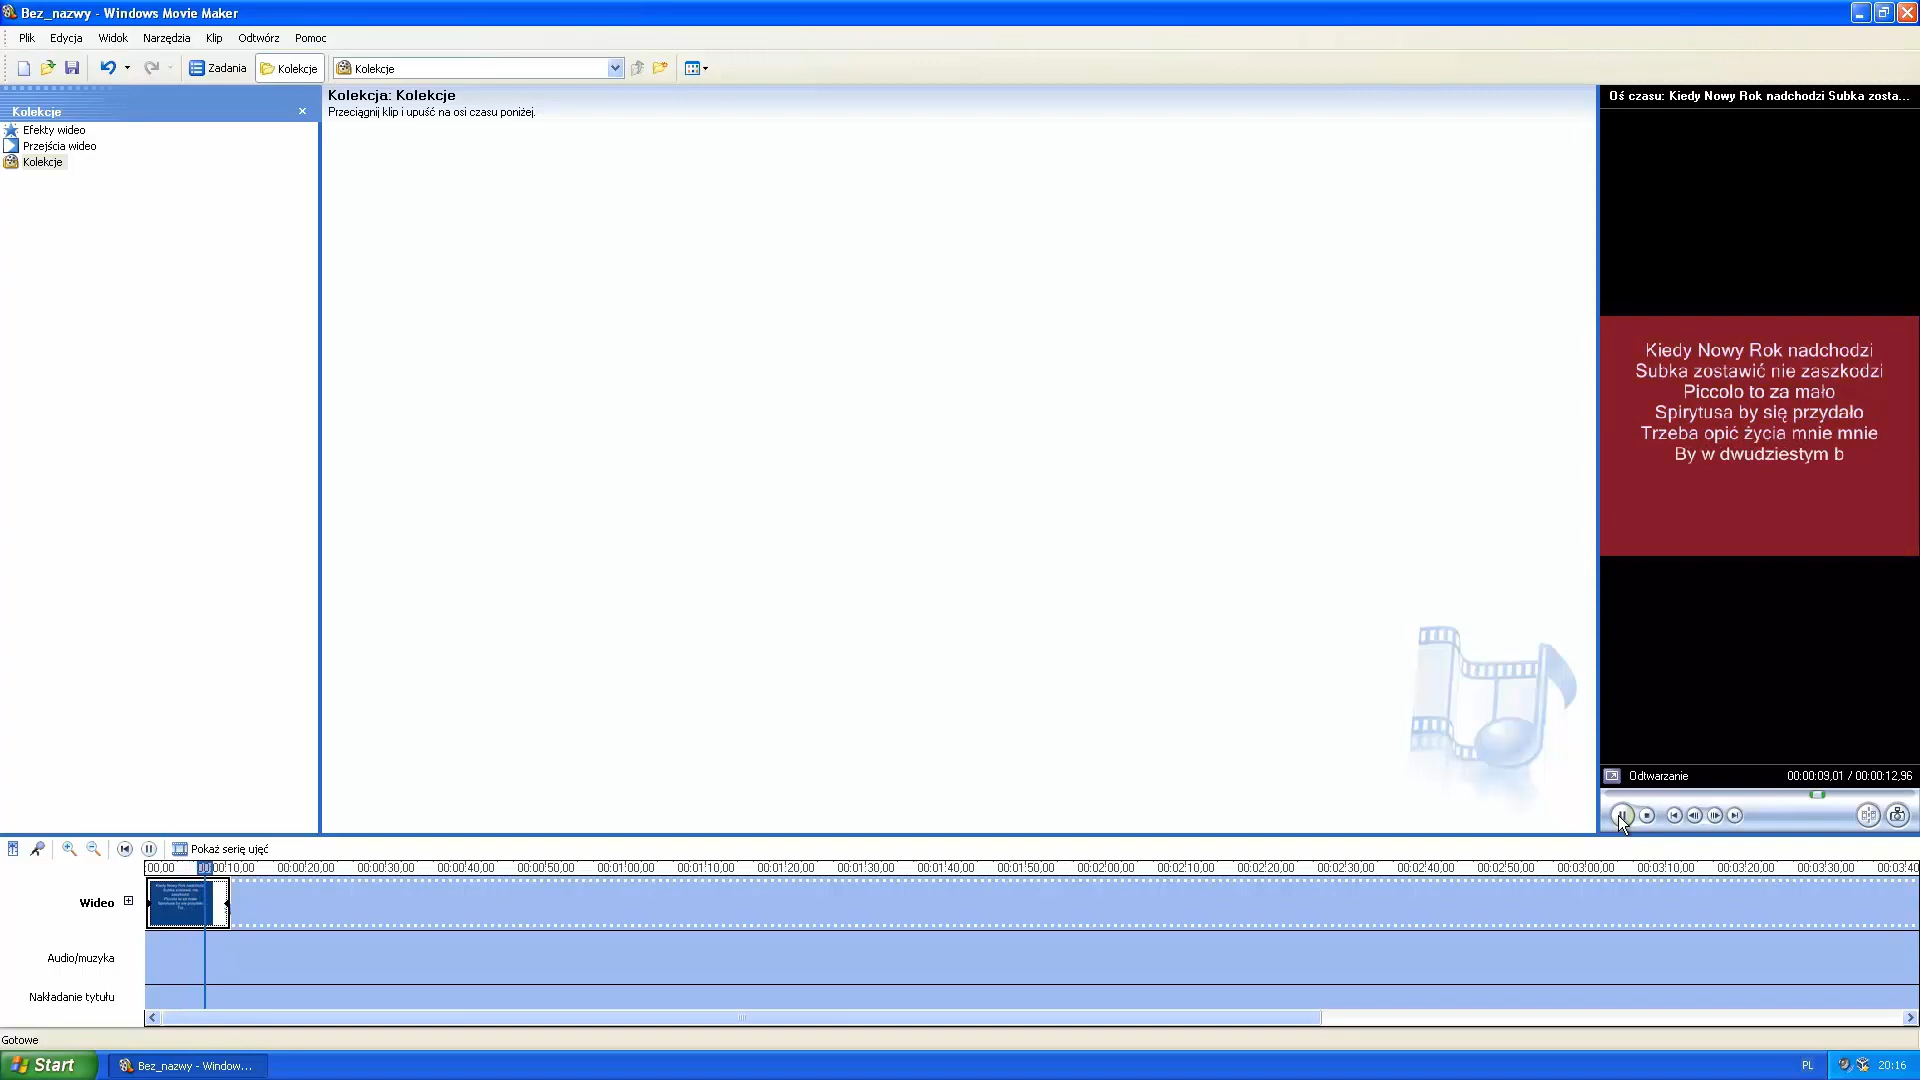 Bez_nazwy - Windows Movie Maker
Plik Edycja Widok Narzędzia Klip Odtwórz Pomoc
Zadania Kolekcje Kolekcje
Kolekcje
Efekty wideo
Przejścia wideo
Kolekcje
Kolekcja: Kolekcje
Przeciągnij klip i upuść na osi czasu poniżej.
Oś czasu: Kiedy Nowy Rok nadchodzi Subka zosta...
Kiedy Nowy Rok nadchodzi
Subka zostawić nie zaszkodzi
Piccolo to za mało
Spirytusa by się przydało
Trzeba opić życia mnie mnie
By w dwudziestym b
Odtwarzanie 00:00:09,01 / 00:00:12,96
Pokaż serię ujęć
00,00 0:10,00 00:00:20,00 00:00:30,00 00:00:40,00 00:00:50,00 00:01:00,00 00:01:10,00 00:01:20,00 00:01:30,00 00:01:40,00 00:01:50,00 00:02:00,00 00:02:10,00 00:02:20,00 00:02:30,00 00:02:40,00 00:02:50,00 00:03:00,00 00:03:10,00 00:03:20,00 00:03:30,00 00:03:40
Wideo
Audio/muzyka
Nakładanie tytułu
Gotowe
Start Bez_nazwy - Window... PL 20:16